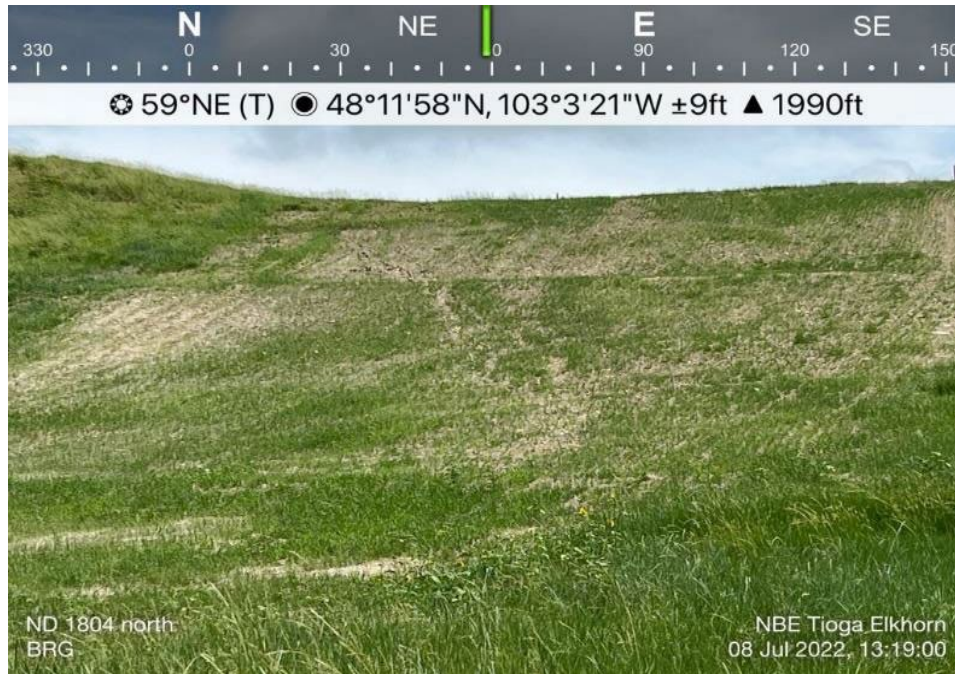 N NE E SE
330 0 30 0 90 120 150
59°NE (T) 48°11'58"N, 103°3'21"W ±9ft ▲ 1990ft
ND 1804 north
BRG
NBE Tioga Elkhorn
08 Jul 2022, 13:19:00